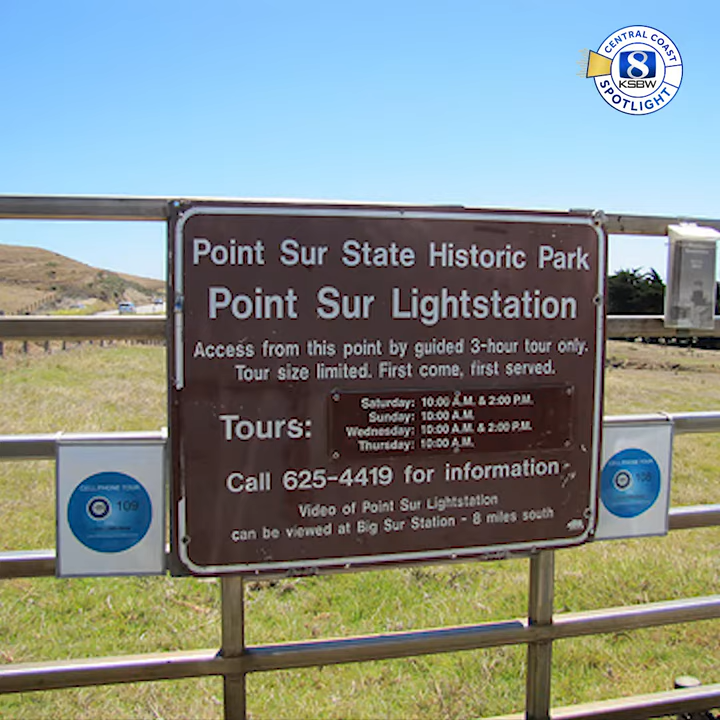 CENTRAL COAST
8
KSBW
SPOTLIGHT
Point Sur State Historic Park
Point Sur Lightstation
Access from this point by guided 3-hour tour only.
Tour size limited. First come, first served.
Tours:
Saturday: 10:00 A.M. & 2:00 P.M.
Sunday: 10:00 A.M.
Wednesday: 10:00 A.M. & 2:00 P.M.
Thursday: 10:00 A.M.
Call 625-4419 for information
Video of Point Sur Lightstation
can be viewed at Big Sur Station - 8 miles south
CELL PHONE TOUR
109
CELL PHONE TOUR